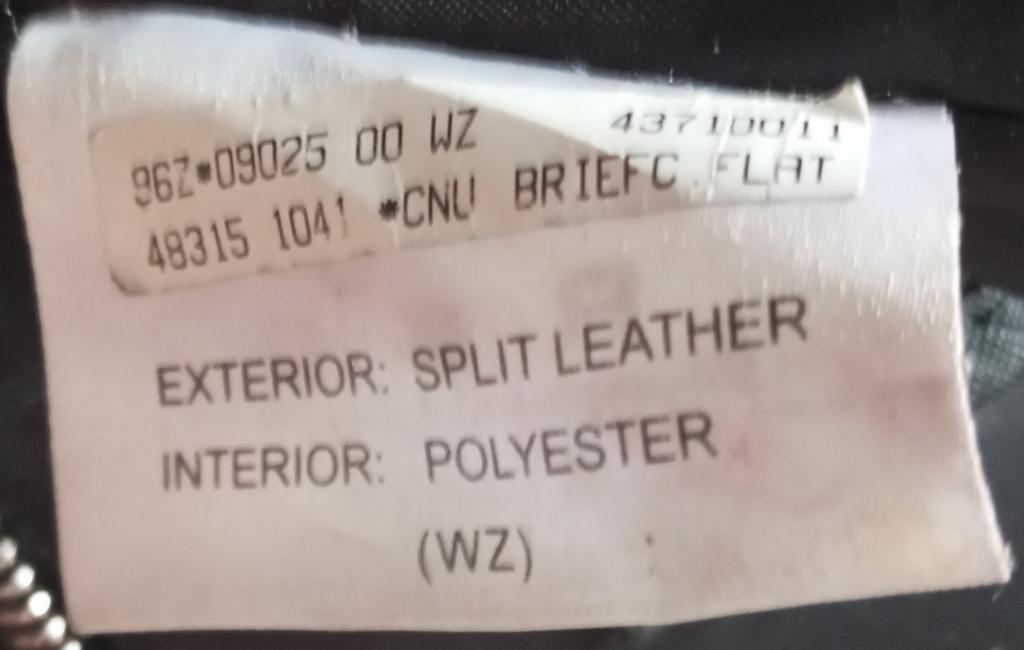 96Z*09025 00 WZ 43710011
48315 1041 *CNU BRIEFC.FLAT
EXTERIOR: SPLIT LEATHER
INTERIOR: POLYESTER
(WZ)